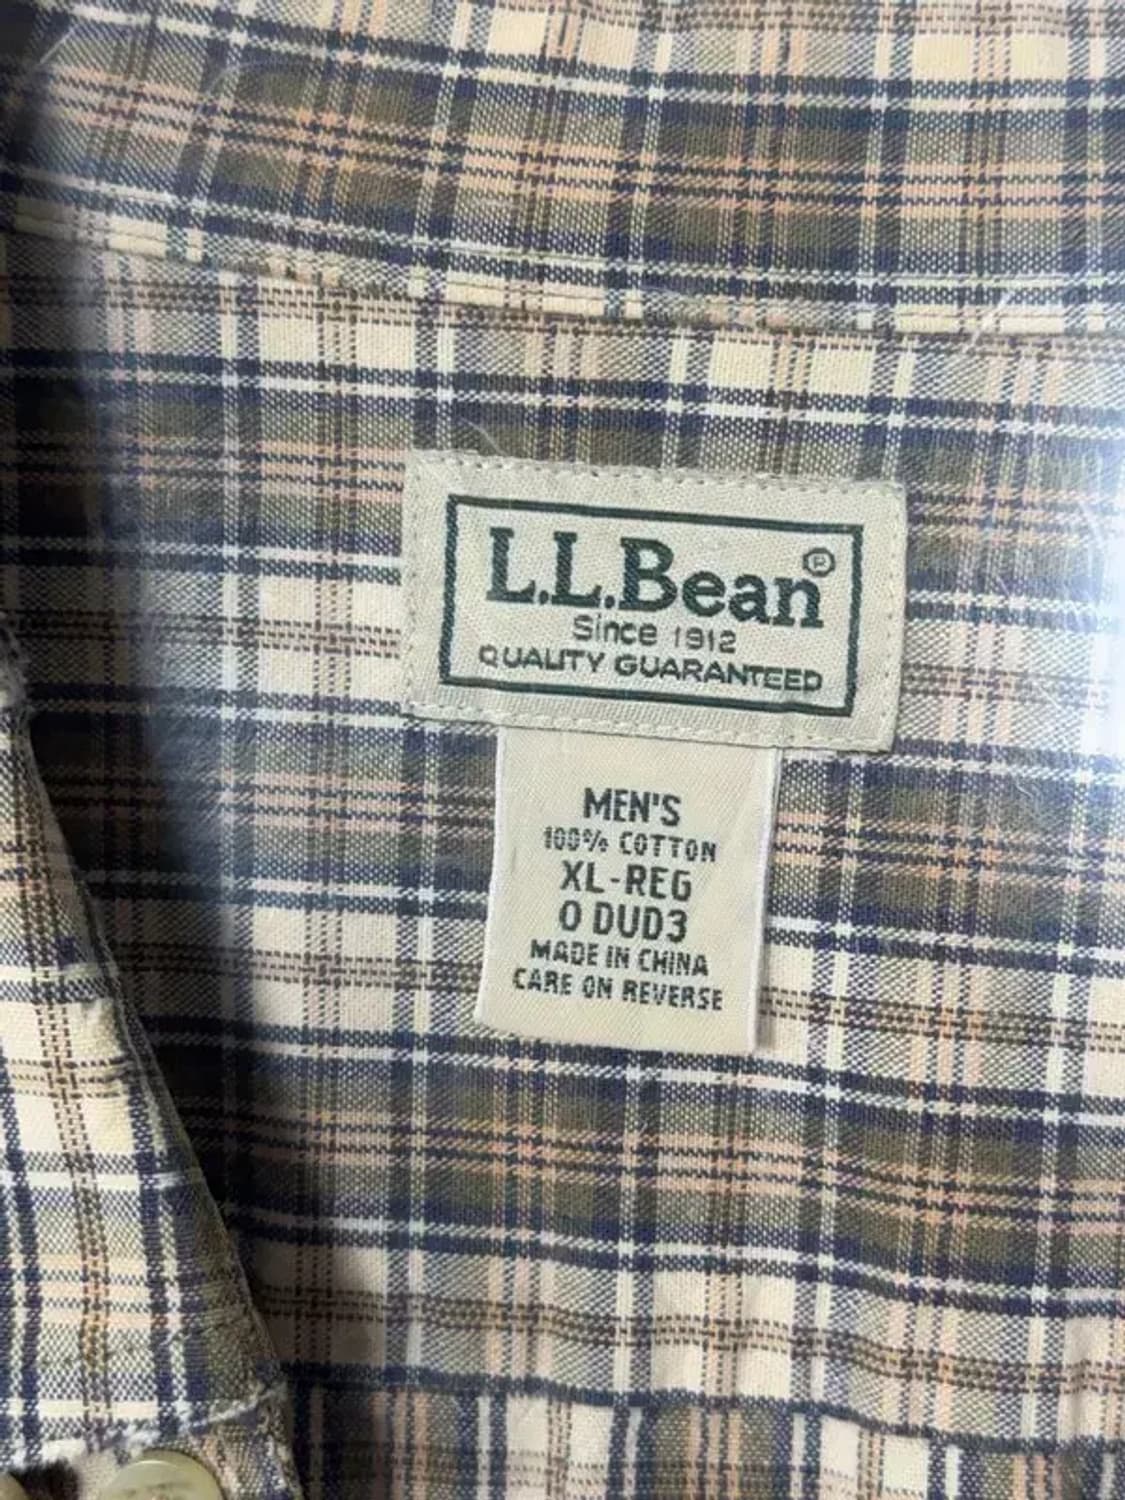 L.L.Bean®
Since 1912
QUALITY GUARANTEED
MEN'S
100% COTTON
XL-REG
0 DUD3
MADE IN CHINA
CARE ON REVERSE